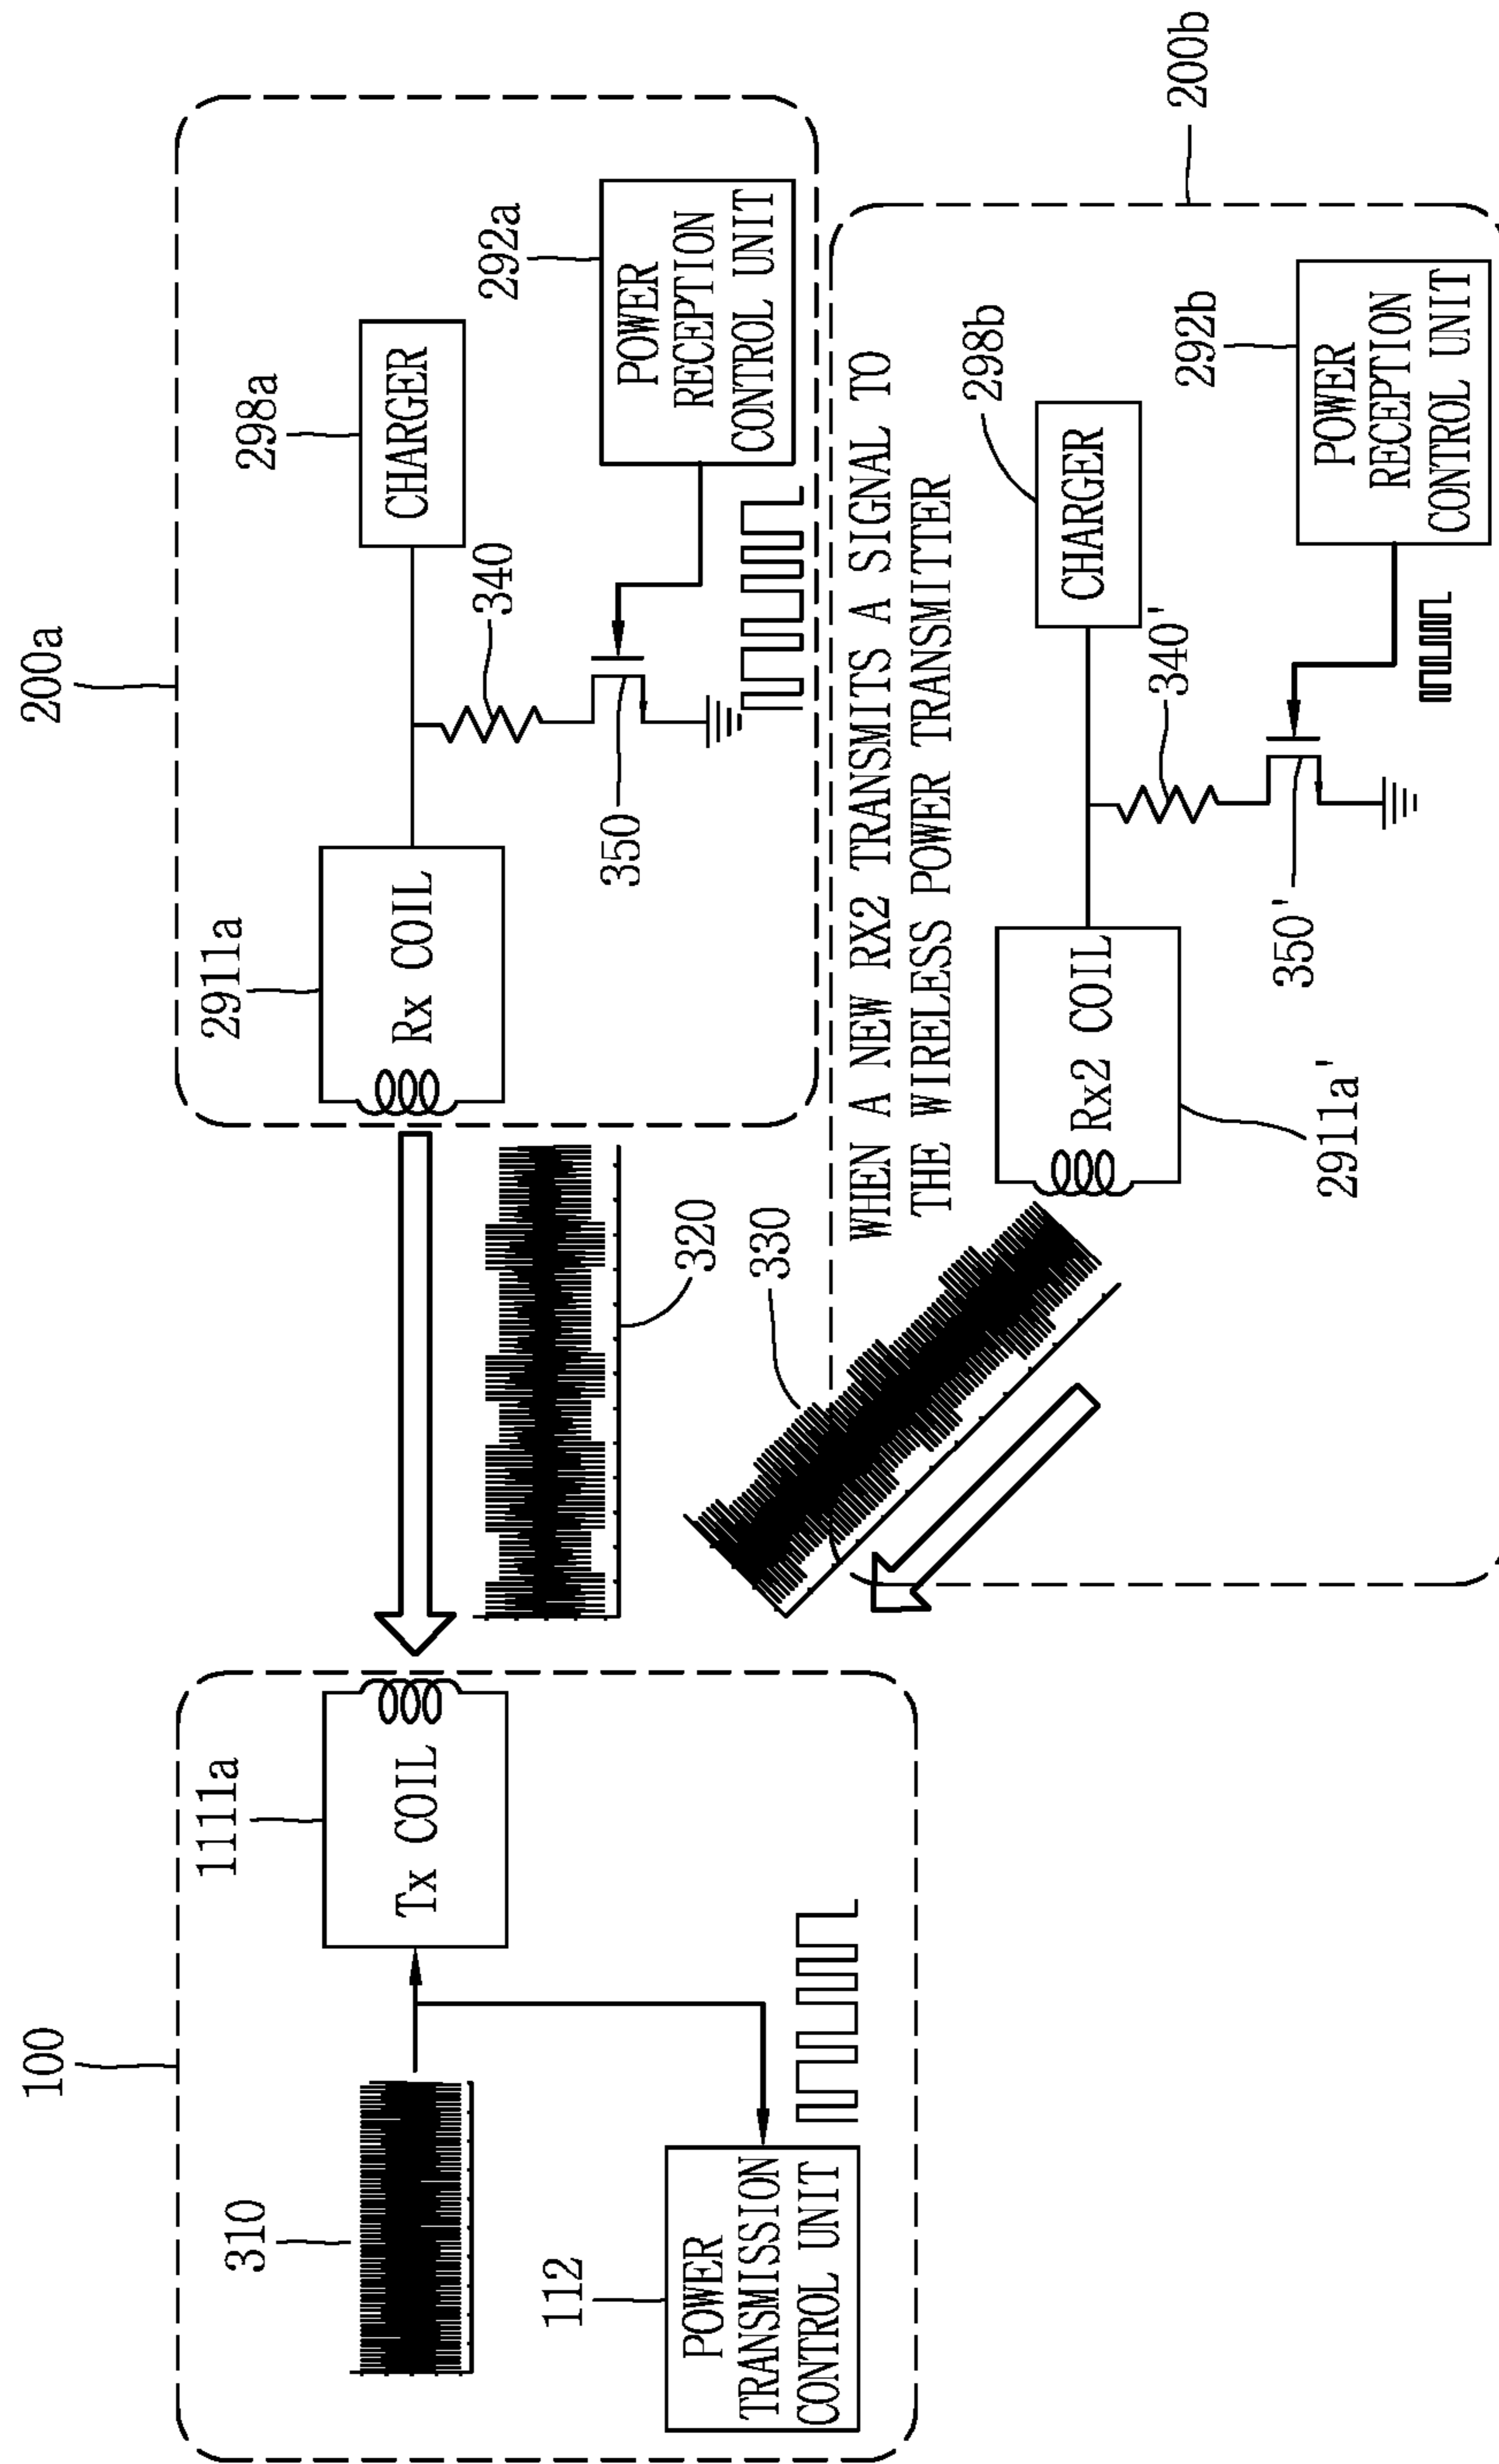 100
310
112
POWER
TRANSMISSION
CONTROL UNIT
1111a
Tx COIL
320
330
200a
2911a
Rx COIL
298a
CHARGER
340
350
292a
POWER
RECEPTION
CONTROL UNIT
WHEN A NEW RX2 TRANSMITS A SIGNAL TO
THE WIRELESS POWER TRANSMITTER
200b
2911a'
Rx2 COIL
298b
CHARGER
340'
350'
292b
POWER
RECEPTION
CONTROL UNIT